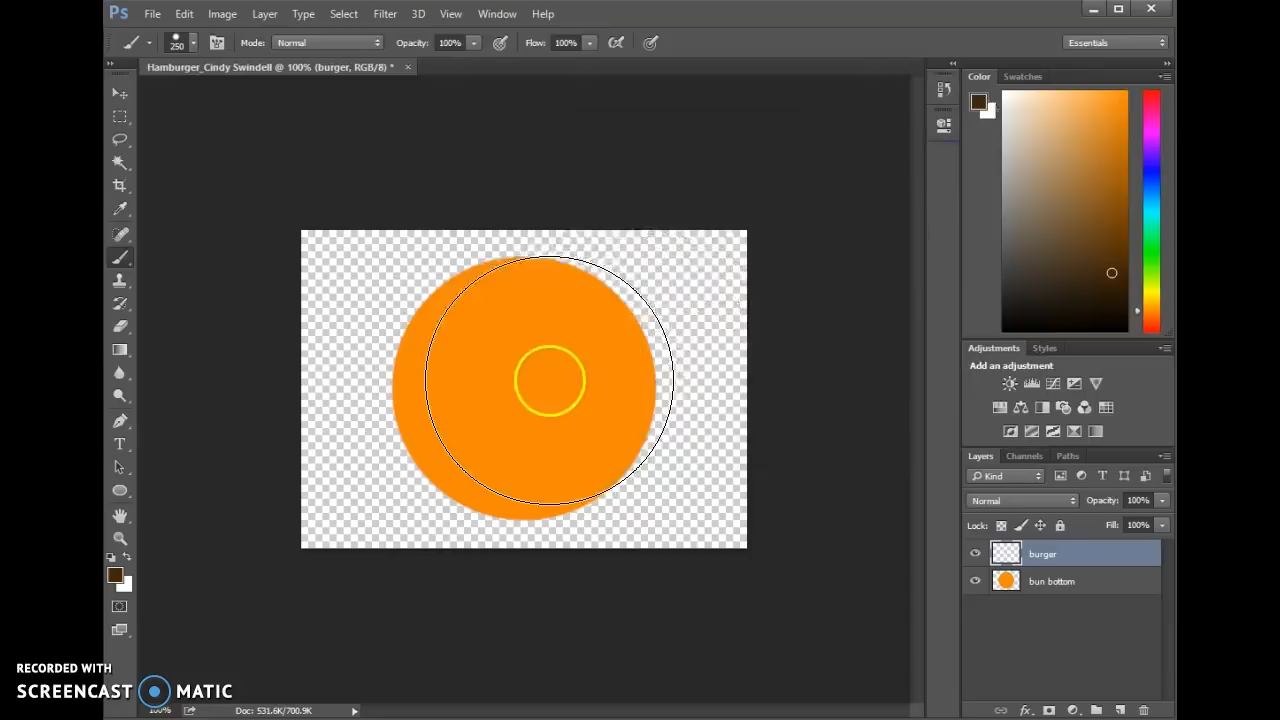 Ps File Edit Image Layer Type Select Filter 3D View Window Help
250 Mode: Normal Opacity: 100% Flow: 100% Essentials
Hamburger_Cindy Swindell @ 100% (burger, RGB/8) * ×
Color Swatches
Adjustments Styles
Add an adjustment
Layers Channels Paths
Kind
Normal Opacity: 100%
Lock: Fill: 100%
burger
bun bottom
RECORDED WITH
SCREENCAST MATIC
100% Doc: 531.6K/700.9K